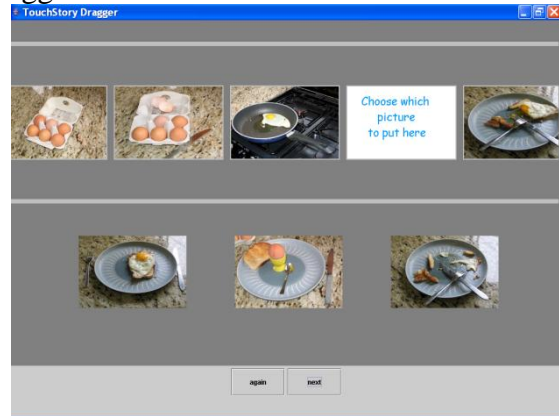 TouchStory Dragger
Choose which
picture
to put here
again
next